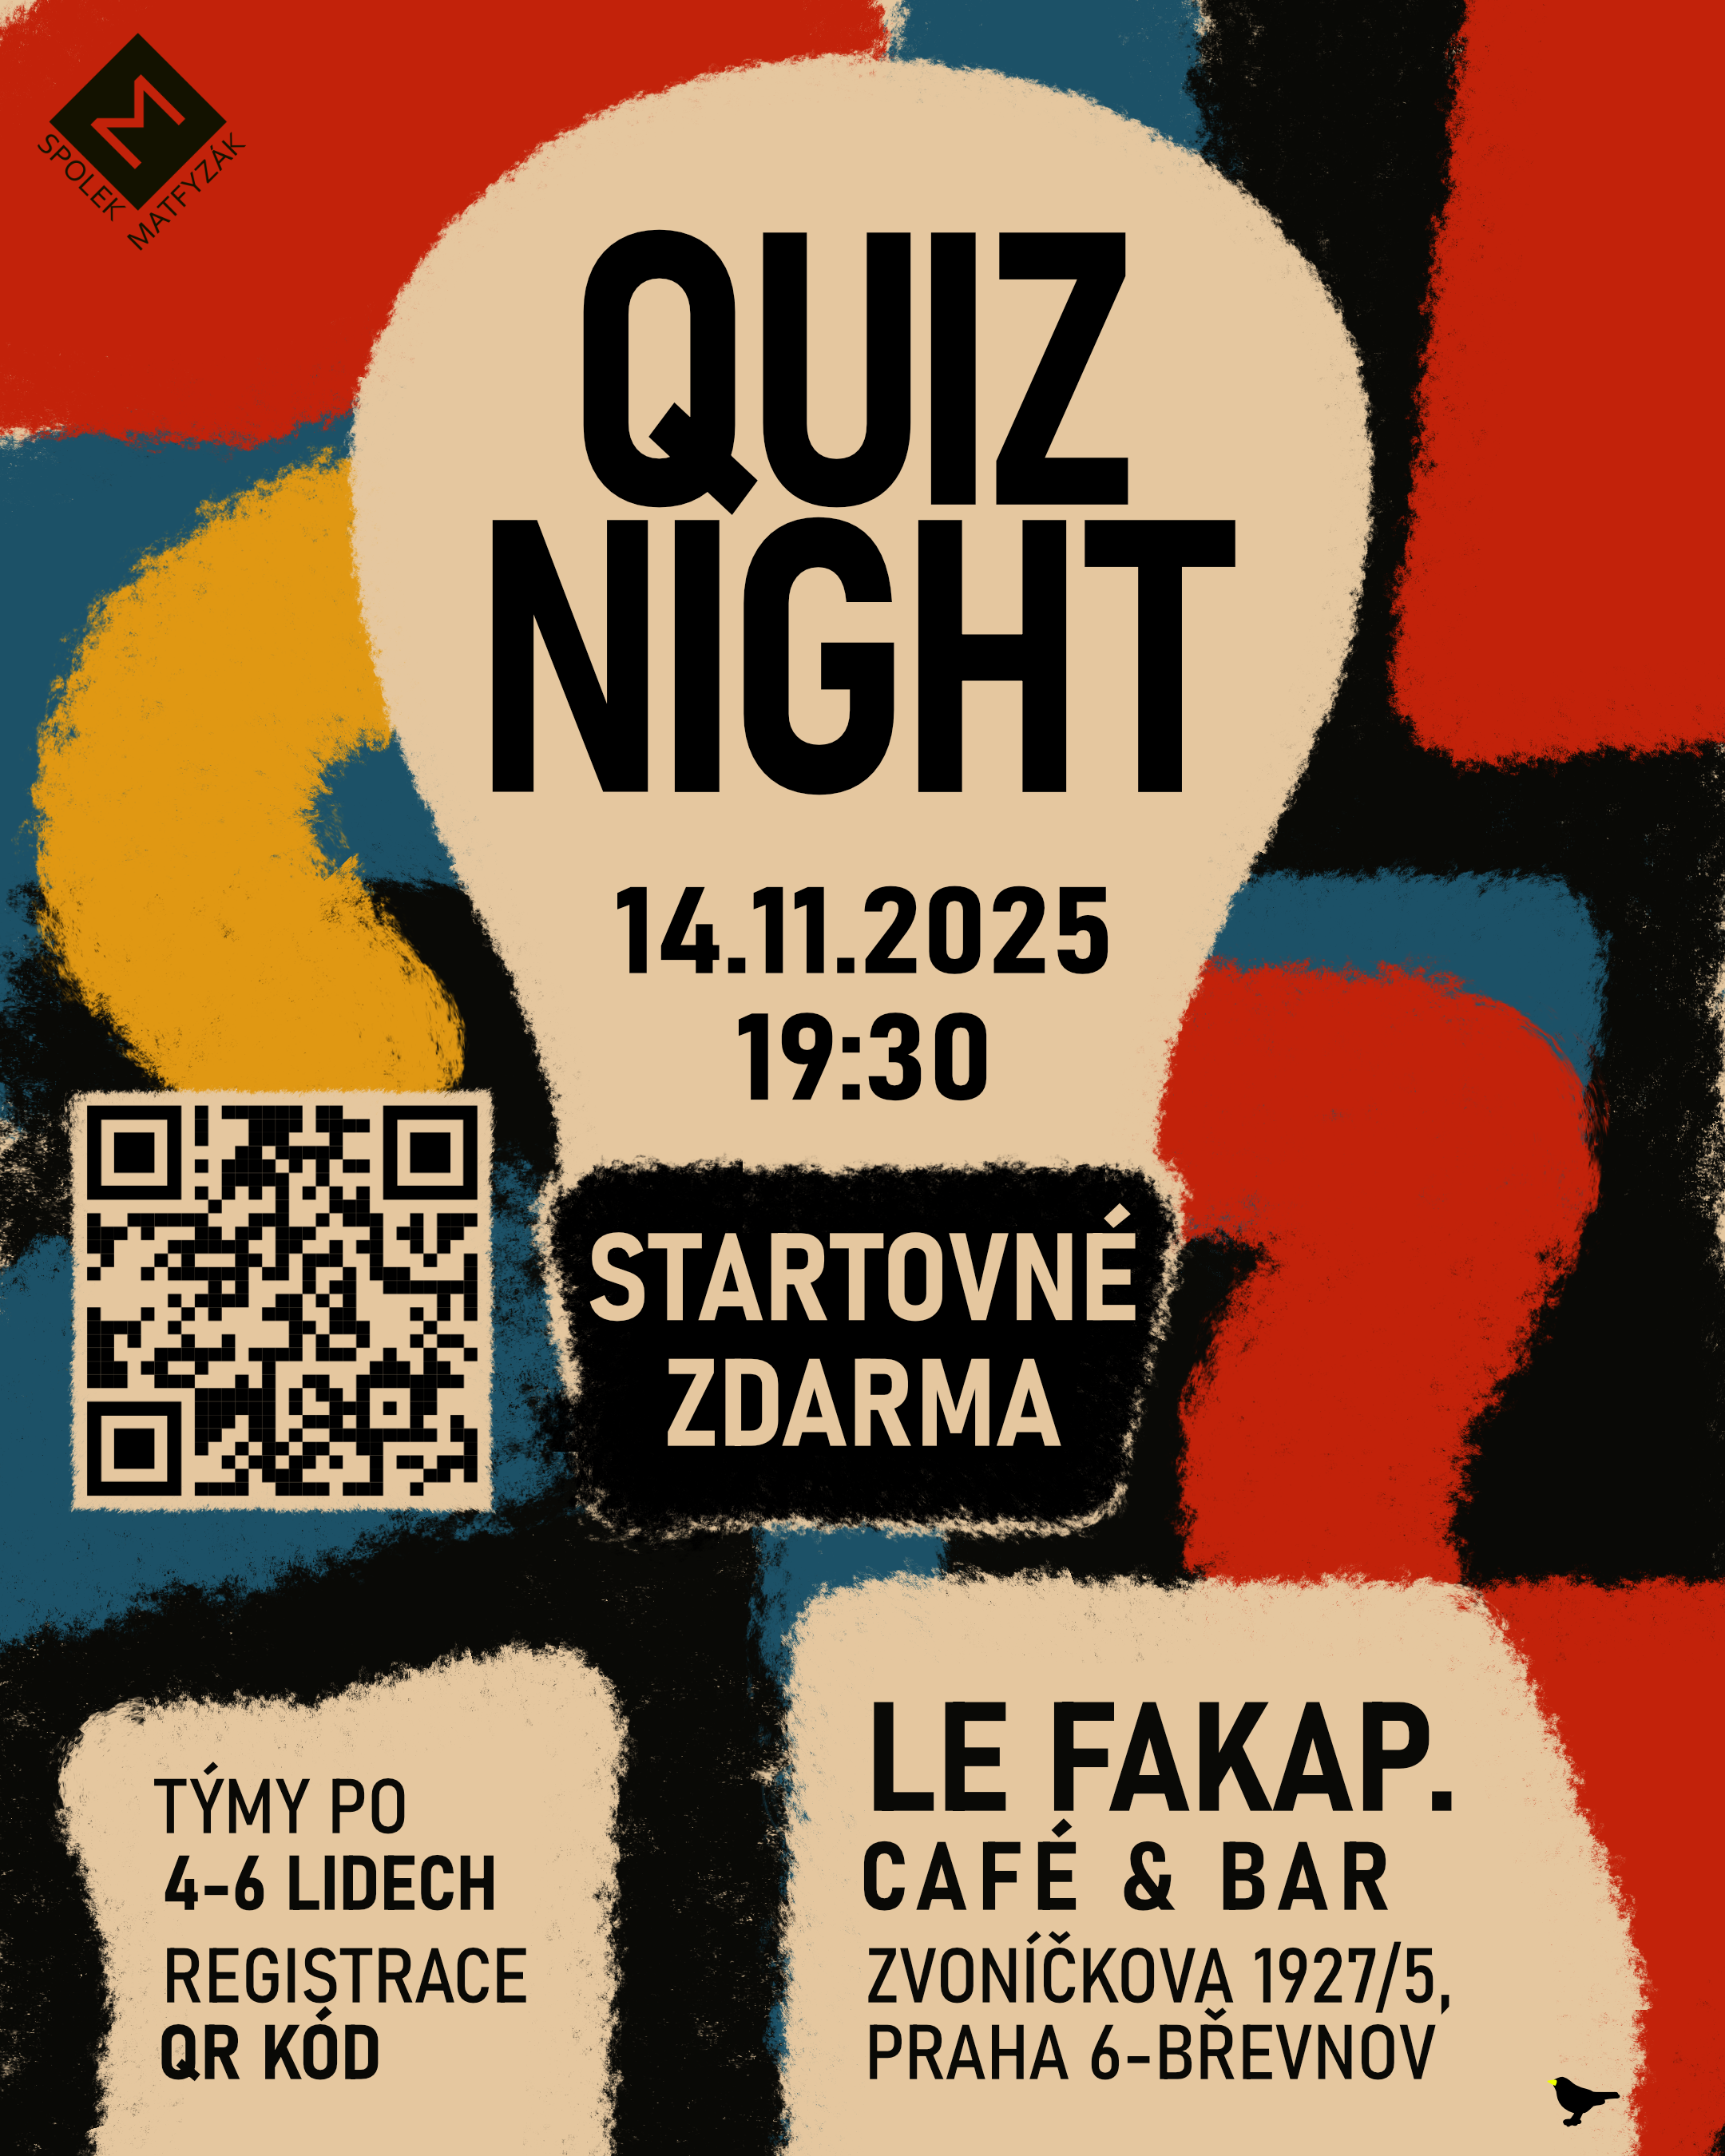 SPOLEK
MATFYZÁK
QUIZ
NIGHT
14.11.2025
19:30
STARTOVNÉ
ZDARMA
TÝMY PO
4-6 LIDECH
REGISTRACE
QR KÓD
LE FAKAP.
CAFÉ & BAR
ZVONÍČKOVA 1927/5,
PRAHA 6-BŘEVNOV